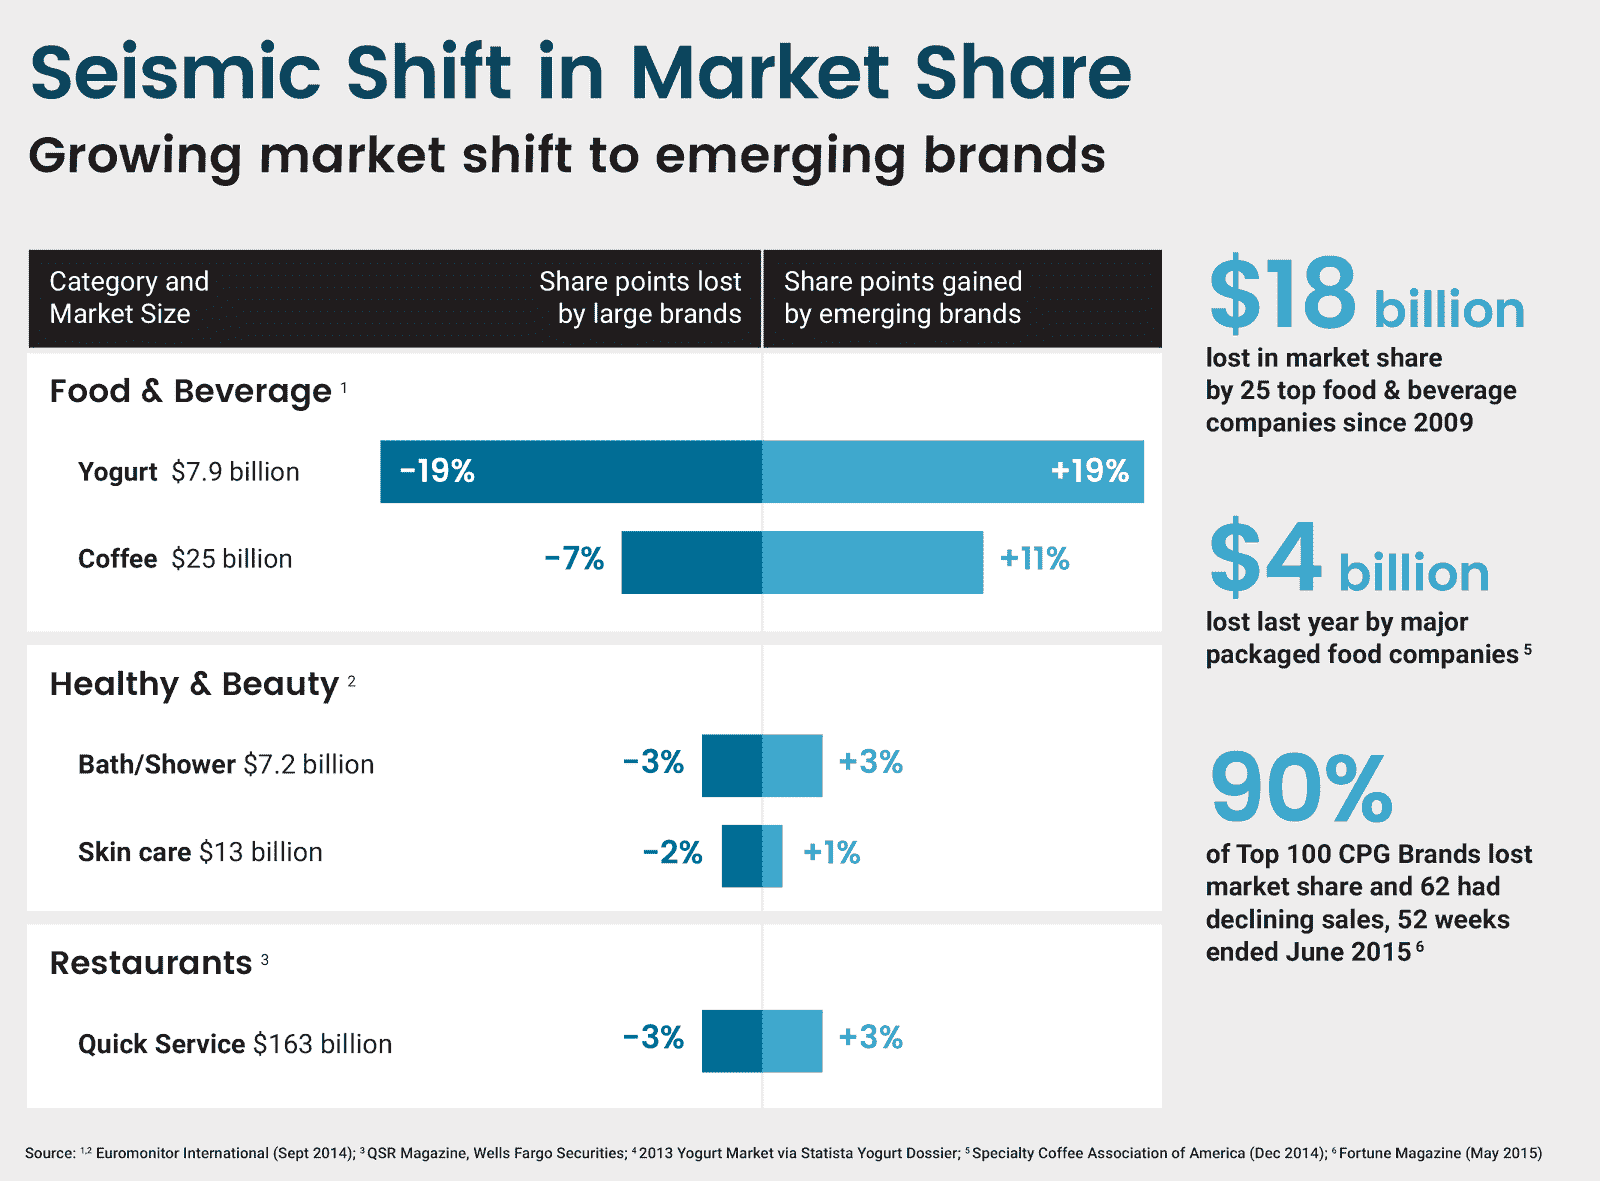 Seismic Shift in Market Share
Growing market shift to emerging brands
Category and
Market Size
Share points lost
by large brands
Share points gained
by emerging brands
Food & Beverage 1
Yogurt $7.9 billion
−19%
+19%
Coffee $25 billion
−7%
+11%
Healthy & Beauty 2
Bath/Shower $7.2 billion
−3%
+3%
Skin care $13 billion
−2%
+1%
Restaurants 3
Quick Service $163 billion
−3%
+3%
$18 billion
lost in market share
by 25 top food & beverage
companies since 2009
$4 billion
lost last year by major
packaged food companies 5
90%
of Top 100 CPG Brands lost
market share and 62 had
declining sales, 52 weeks
ended June 2015 6
Source: 1,2 Euromonitor International (Sept 2014); 3 QSR Magazine, Wells Fargo Securities; 4 2013 Yogurt Market via Statista Yogurt Dossier; 5 Specialty Coffee Association of America (Dec 2014); 6 Fortune Magazine (May 2015)